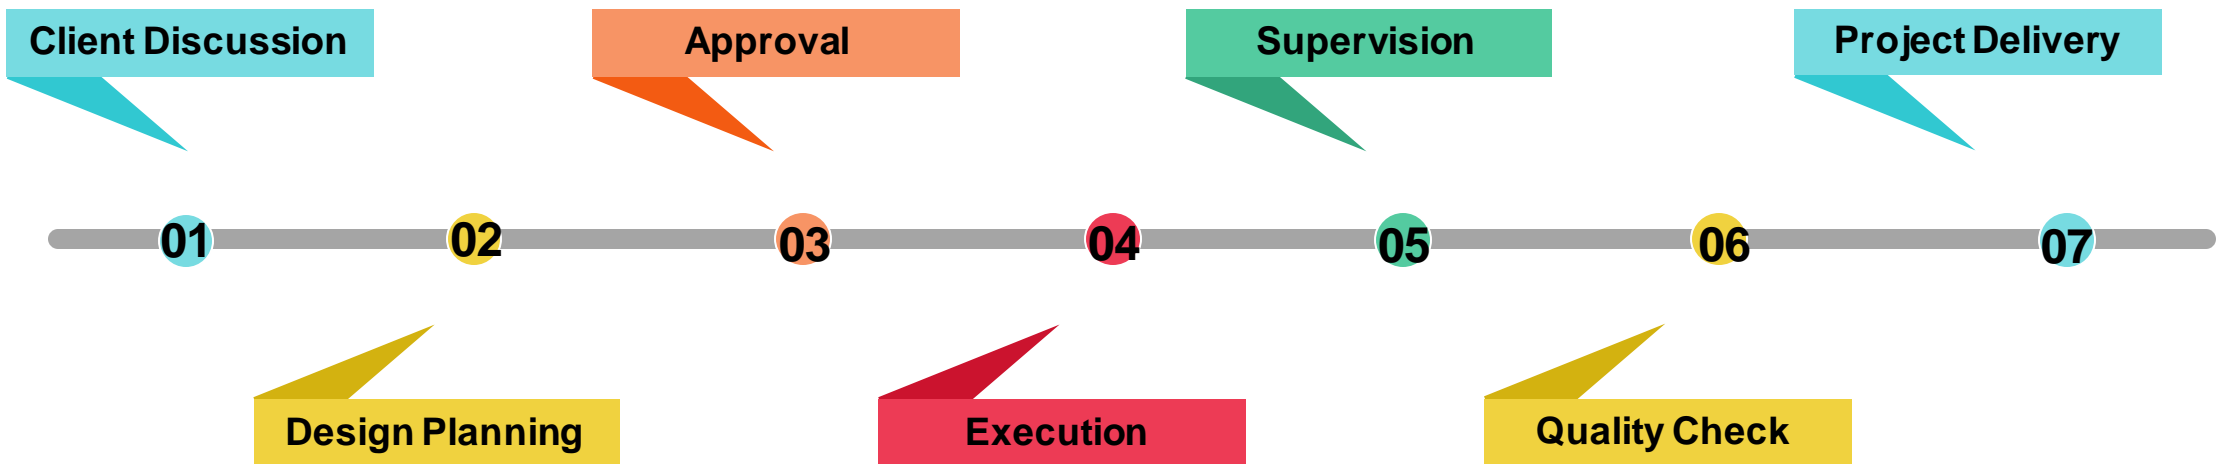 Client Discussion
Approval
Supervision
Project Delivery
01
02
03
04
05
06
07
Design Planning
Execution
Quality Check